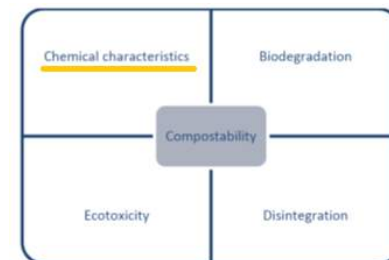 Chemical characteristics
Biodegradation
Compostability
Ecotoxicity
Disintegration